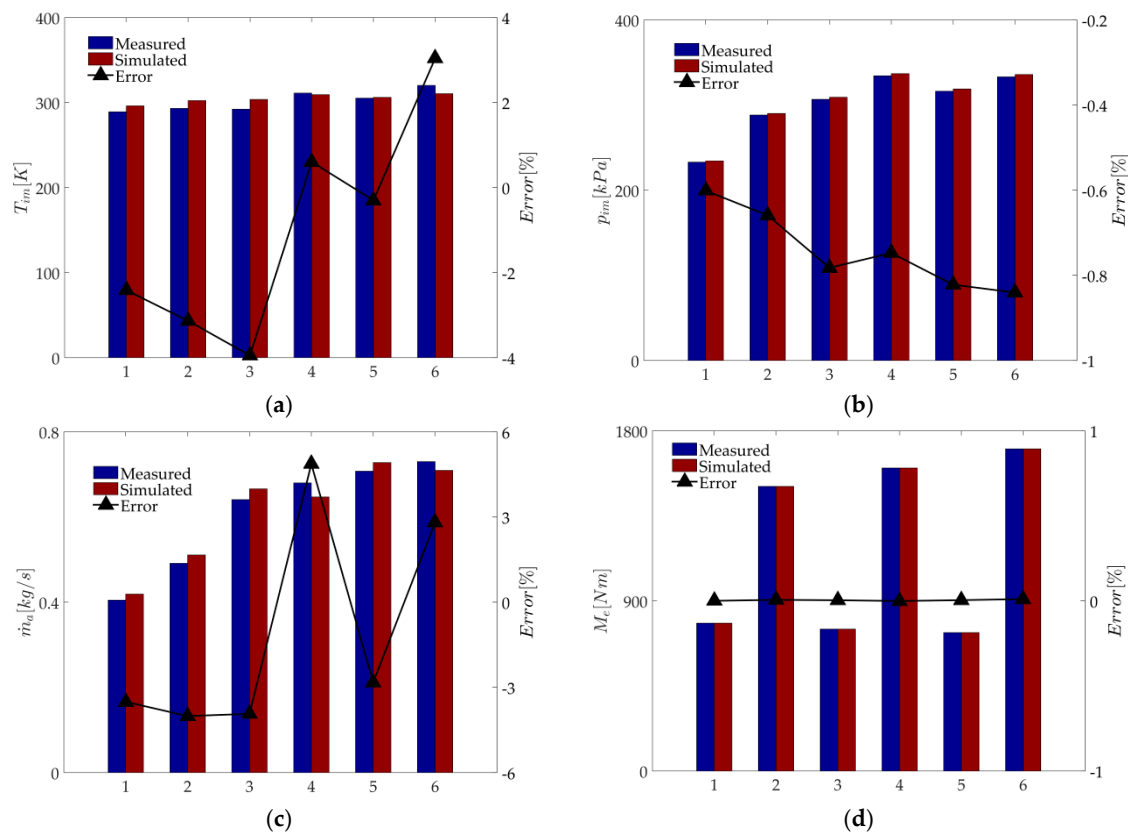 400
300
200
100
0
T_im[K]
4
2
0
-2
-4
Error[%]
Measured
Simulated
Error
1 2 3 4 5 6
(a)
400
200
0
p_im[kPa]
-0.2
-0.4
-0.6
-0.8
-1
Error[%]
Measured
Simulated
Error
1 2 3 4 5 6
(b)
0.8
0.4
0
ṁ_a[kg/s]
6
3
0
-3
-6
Error[%]
Measured
Simulated
Error
1 2 3 4 5 6
(c)
1800
900
0
M_e[Nm]
1
0
-1
Error[%]
Measured
Simulated
Error
1 2 3 4 5 6
(d)